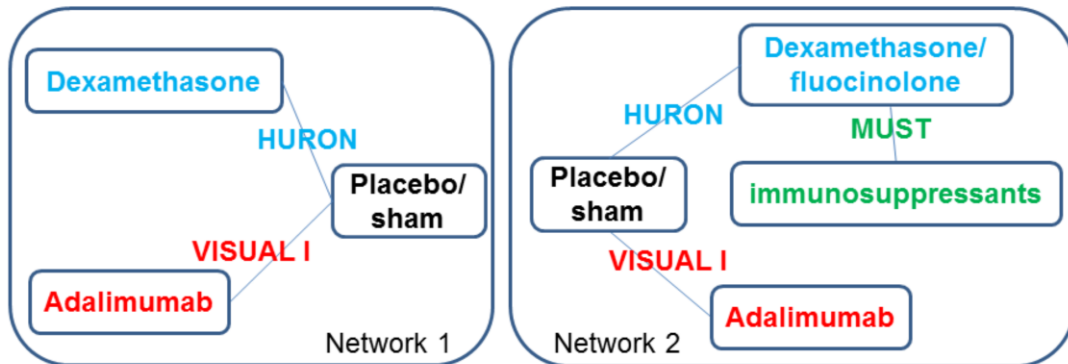 Dexamethasone
HURON
Placebo/
sham
VISUAL I
Adalimumab
Network 1
Dexamethasone/
fluocinolone
HURON
MUST
Placebo/
sham
immunosuppressants
VISUAL I
Adalimumab
Network 2